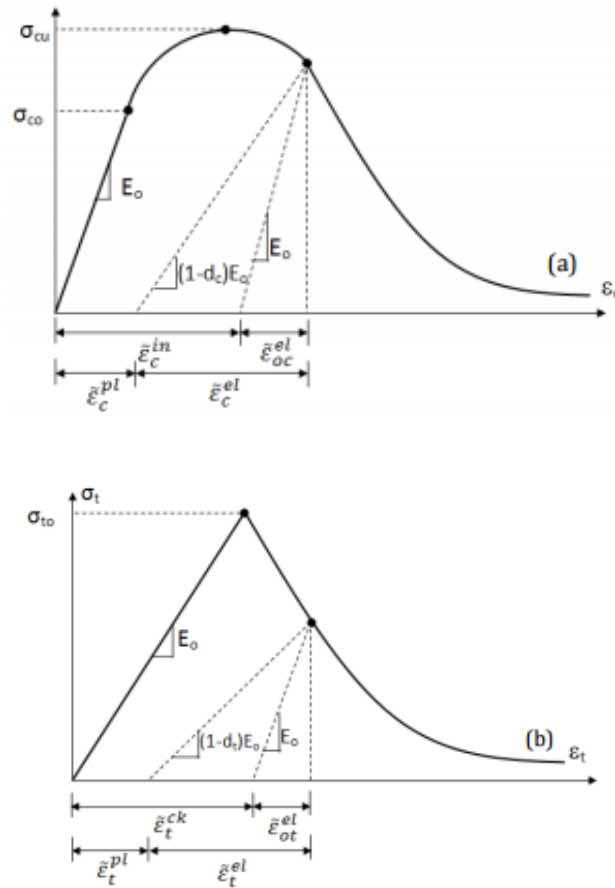 σcu
σco
Eo
Eo
(1-dc)Eo
(a)
ε̃c^in
ε̃oc^el
ε̃c^pl
ε̃c^el
σt
σto
Eo
(1-dt)Eo
Eo
(b)
εt
ε̃t^ck
ε̃ot^el
ε̃t^pl
ε̃t^el